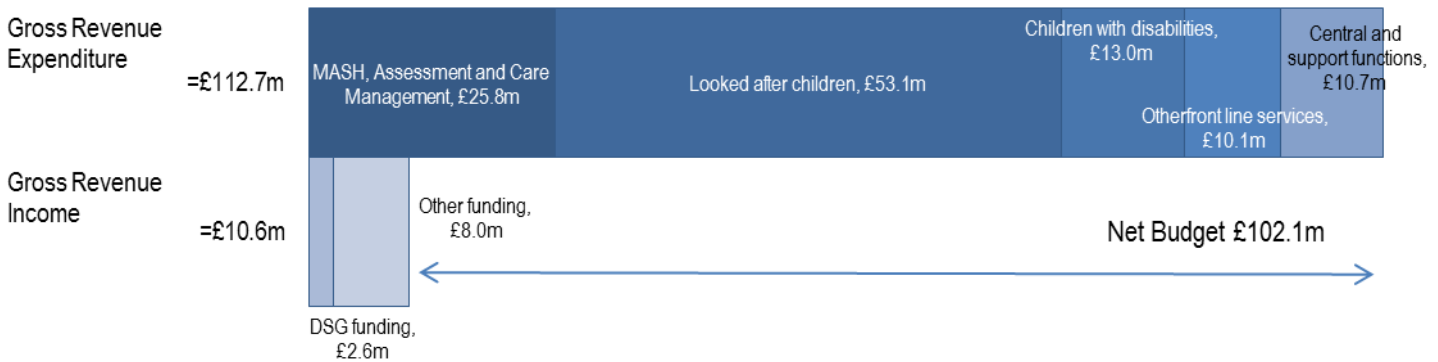 Gross Revenue
Expenditure
=£112.7m
MASH, Assessment and Care
Management, £25.8m
Looked after children, £53.1m
Children with disabilities,
£13.0m
Otherfront line services,
£10.1m
Central and
support functions,
£10.7m
Gross Revenue
Income
=£10.6m
Other funding,
£8.0m
Net Budget £102.1m
DSG funding,
£2.6m